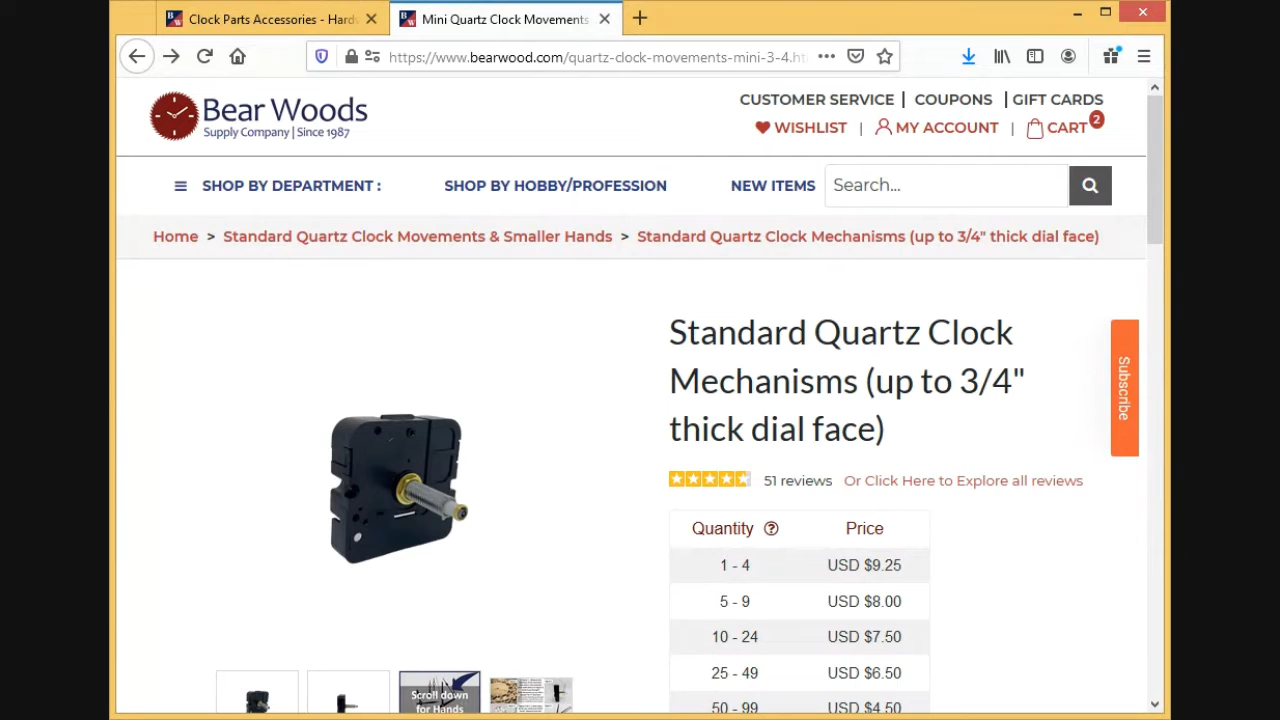 Clock Parts Accessories - Hardw
Mini Quartz Clock Movements
https://www.bearwood.com/quartz-clock-movements-mini-3-4.ht
Bear Woods
Supply Company | Since 1987
CUSTOMER SERVICE | COUPONS | GIFT CARDS
WISHLIST | MY ACCOUNT | CART 2
SHOP BY DEPARTMENT :
SHOP BY HOBBY/PROFESSION
NEW ITEMS
Search...
Home > Standard Quartz Clock Movements & Smaller Hands > Standard Quartz Clock Mechanisms (up to 3/4" thick dial face)
Standard Quartz Clock
Mechanisms (up to 3/4"
thick dial face)
51 reviews Or Click Here to Explore all reviews
Quantity ? Price
1 - 4 USD $9.25
5 - 9 USD $8.00
10 - 24 USD $7.50
25 - 49 USD $6.50
50 - 99 USD $4.50
Subscribe
Scroll down
for Hands